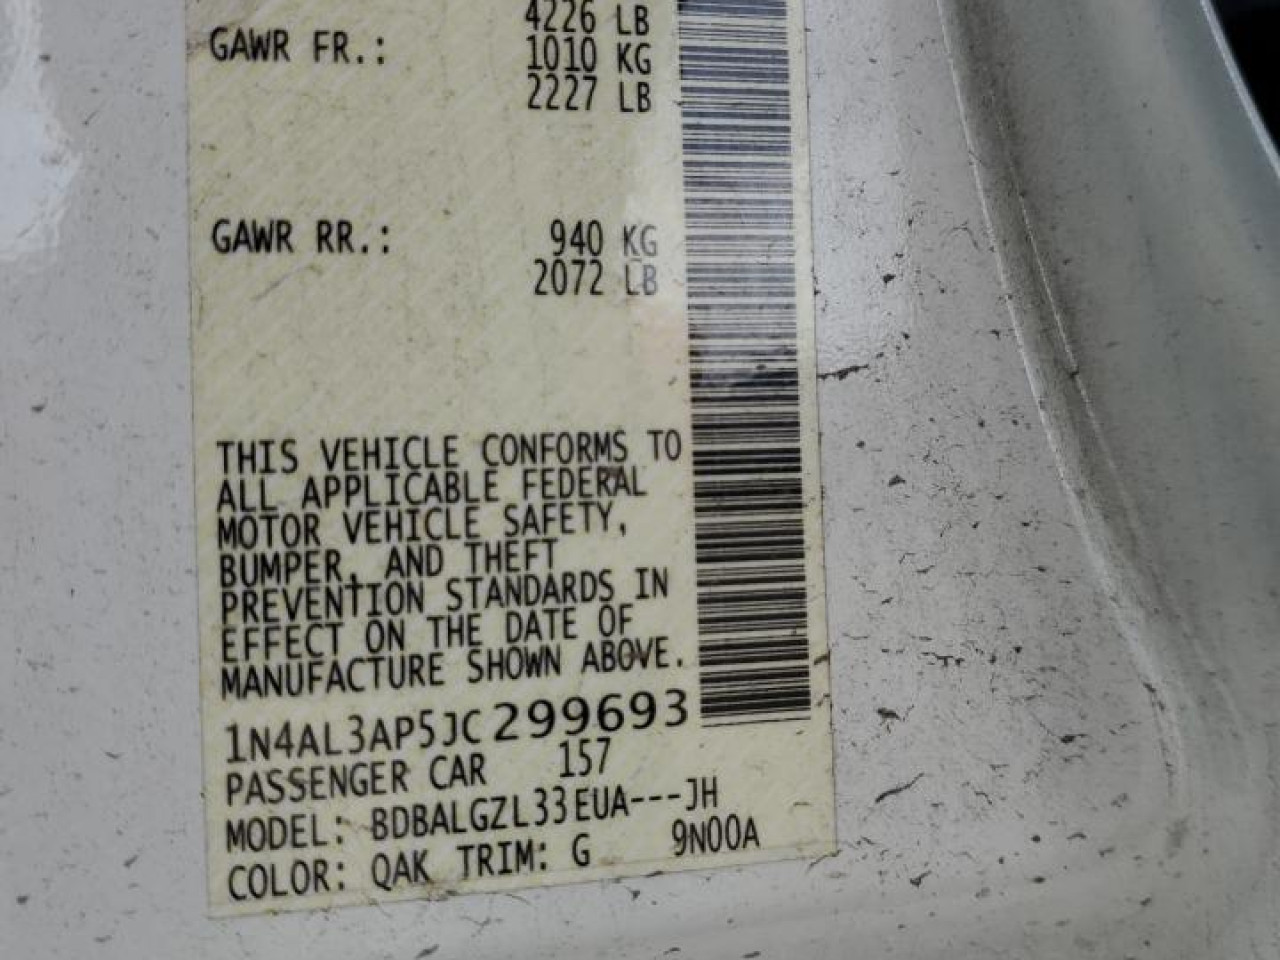 4226 LB
GAWR FR.: 1010 KG
2227 LB
GAWR RR.: 940 KG
2072 LB
THIS VEHICLE CONFORMS TO
ALL APPLICABLE FEDERAL
MOTOR VEHICLE SAFETY,
BUMPER, AND THEFT
PREVENTION STANDARDS IN
EFFECT ON THE DATE OF
MANUFACTURE SHOWN ABOVE.
1N4AL3AP5JC299693
PASSENGER CAR 157
MODEL: BDBALGZL33EUA---JH
COLOR: QAK TRIM: G 9N00A